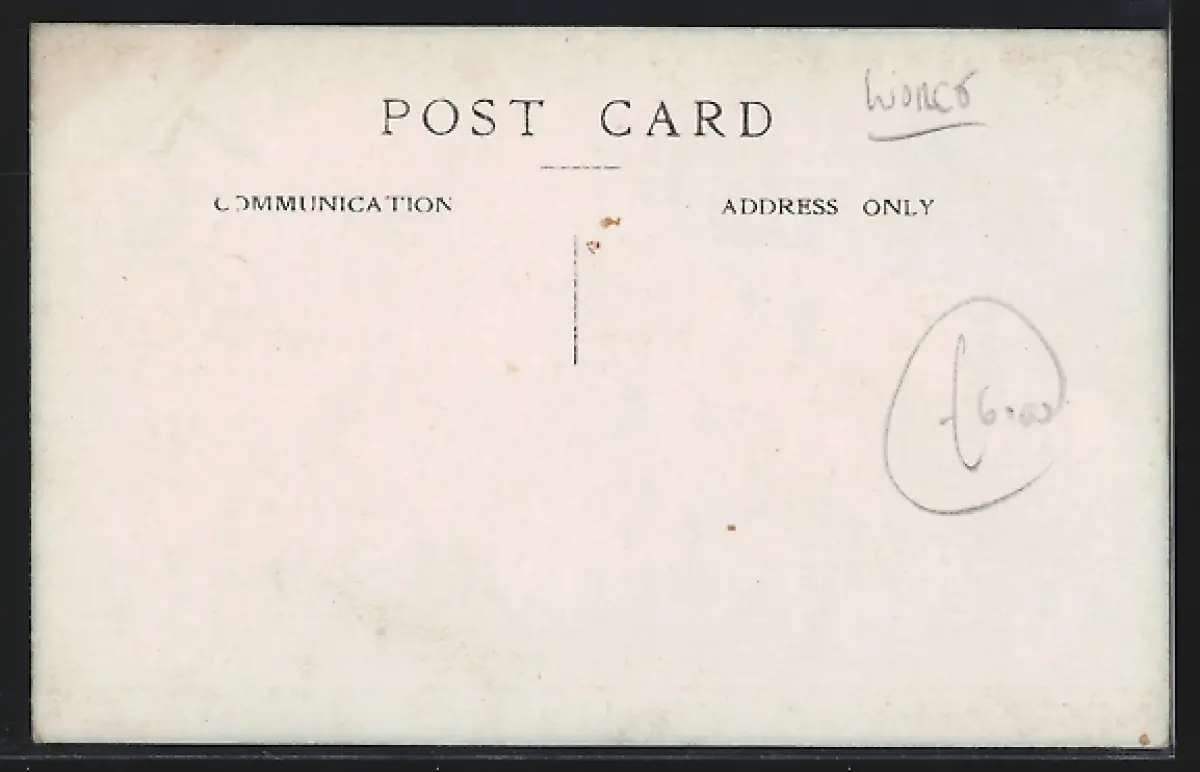 POST CARD
WORCS
COMMUNICATION
ADDRESS ONLY
£6.00